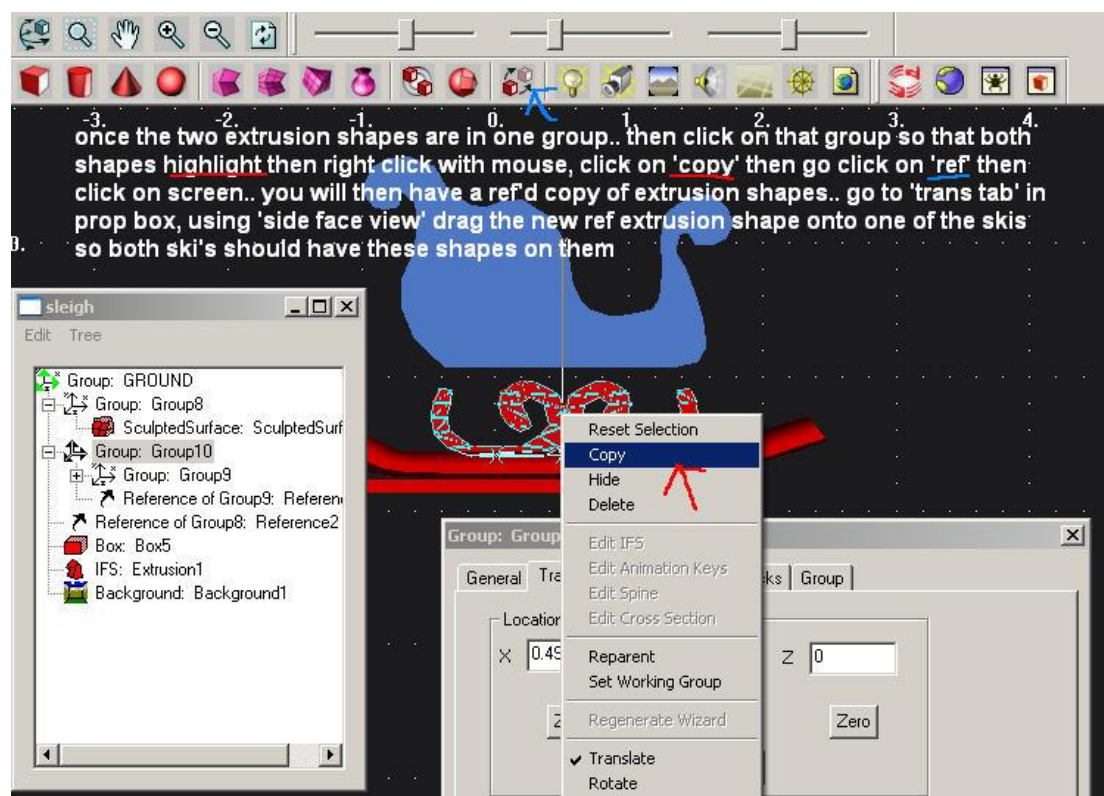 -3. -2. -1. 0. 1. 2. 3. 4.
once the two extrusion shapes are in one group.. then click on that group so that both
shapes highlight then right click with mouse, click on 'copy' then go click on 'ref' then
click on screen.. you will then have a ref'd copy of extrusion shapes.. go to 'trans tab' in
prop box, using 'side face view' drag the new ref extrusion shape onto one of the skis
0.
so both ski's should have these shapes on them
sleigh
Edit Tree
Group: GROUND
Group: Group8
SculptedSurface: SculptedSurf
Group: Group10
Group: Group9
Reference of Group9: Referen
Reference of Group8: Reference2
Box: Box5
IFS: Extrusion1
Background: Background1
Reset Selection
Copy
Hide
Delete
Edit IFS
Edit Animation Keys
Edit Spine
Edit Cross Section
Reparent
Set Working Group
Regenerate Wizard
Translate
Rotate
Group: Group
General Tra ks Group
Location
X 0.49 Z 0
Z Zero